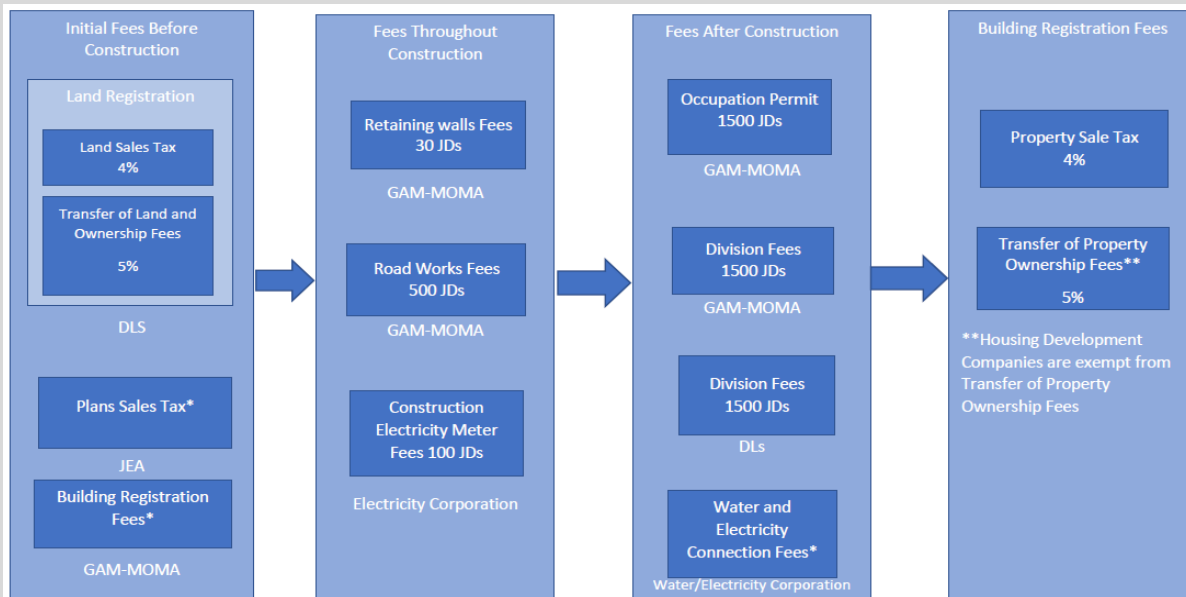 Initial Fees Before
Construction
Land Registration
Land Sales Tax
4%
Transfer of Land and
Ownership Fees
5%
DLS
Plans Sales Tax*
JEA
Building Registration
Fees*
GAM-MOMA
Fees Throughout
Construction
Retaining walls Fees
30 JDs
GAM-MOMA
Road Works Fees
500 JDs
GAM-MOMA
Construction
Electricity Meter
Fees 100 JDs
Electricity Corporation
Fees After Construction
Occupation Permit
1500 JDs
GAM-MOMA
Division Fees
1500 JDs
GAM-MOMA
Division Fees
1500 JDs
DLs
Water and
Electricity
Connection Fees*
Water/Electricity Corporation
Building Registration Fees
Property Sale Tax
4%
Transfer of Property
Ownership Fees**
5%
**Housing Development
Companies are exempt from
Transfer of Property
Ownership Fees